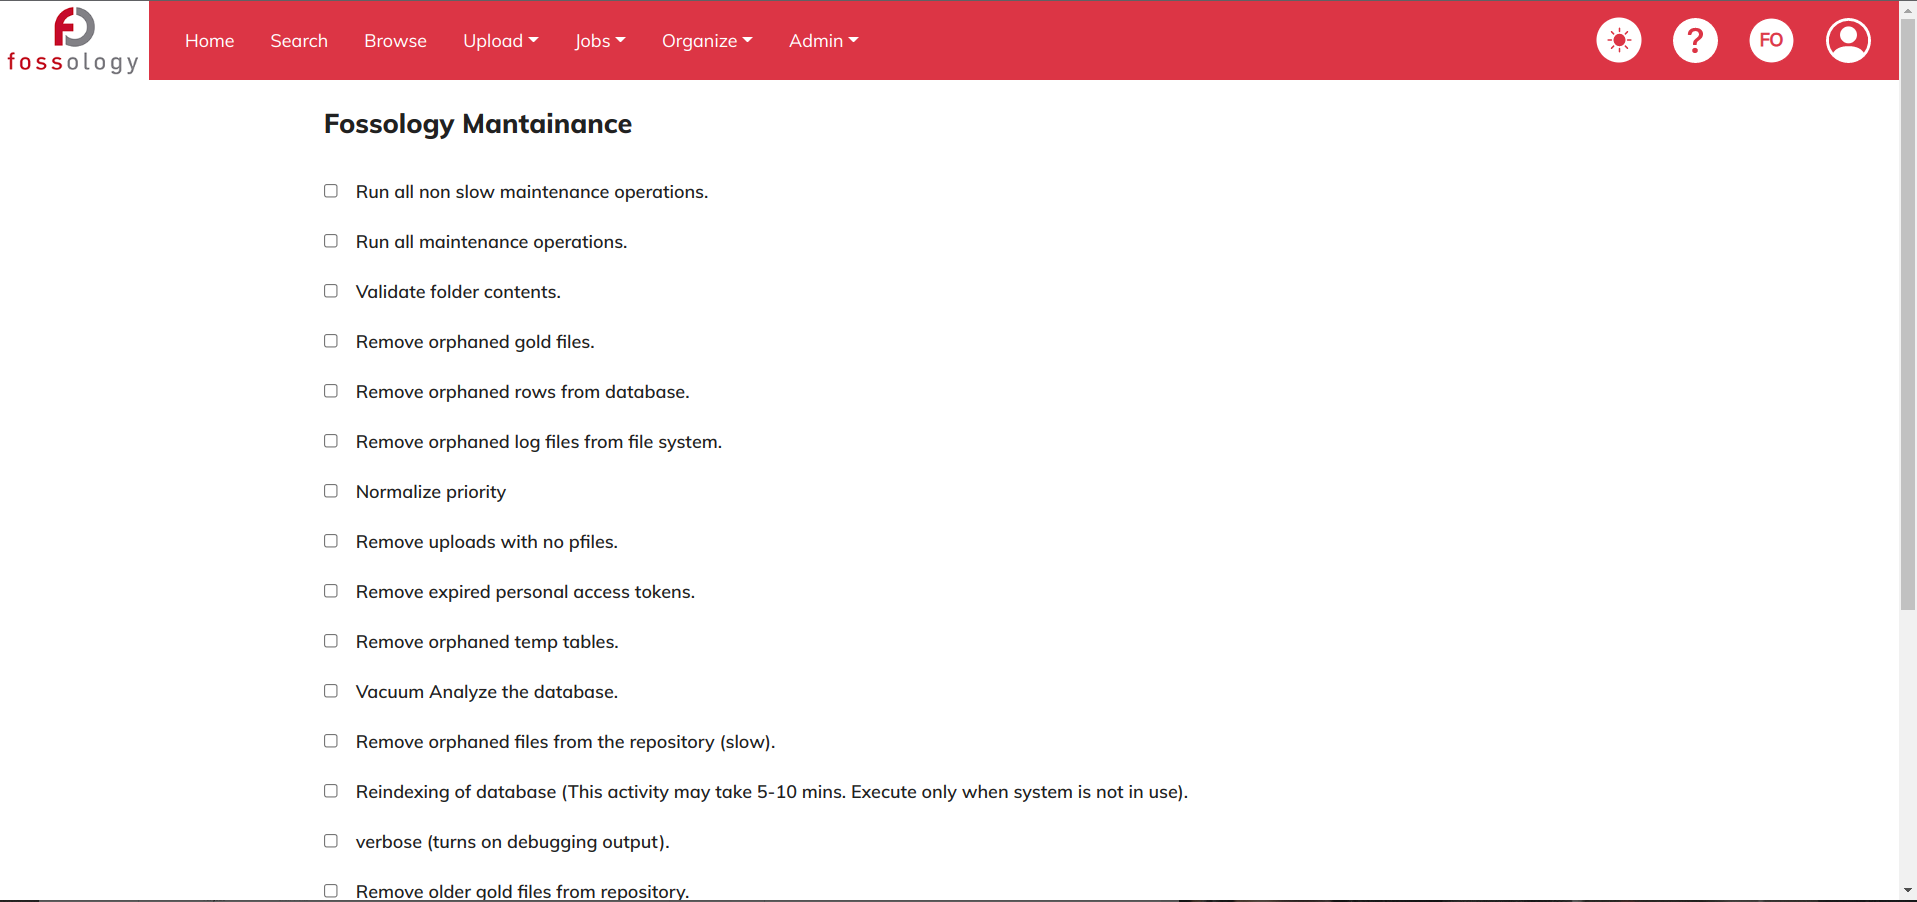 fossology
Home Search Browse Upload Jobs Organize Admin
? FO
Fossology Mantainance
Run all non slow maintenance operations.
Run all maintenance operations.
Validate folder contents.
Remove orphaned gold files.
Remove orphaned rows from database.
Remove orphaned log files from file system.
Normalize priority
Remove uploads with no pfiles.
Remove expired personal access tokens.
Remove orphaned temp tables.
Vacuum Analyze the database.
Remove orphaned files from the repository (slow).
Reindexing of database (This activity may take 5-10 mins. Execute only when system is not in use).
verbose (turns on debugging output).
Remove older gold files from repository.